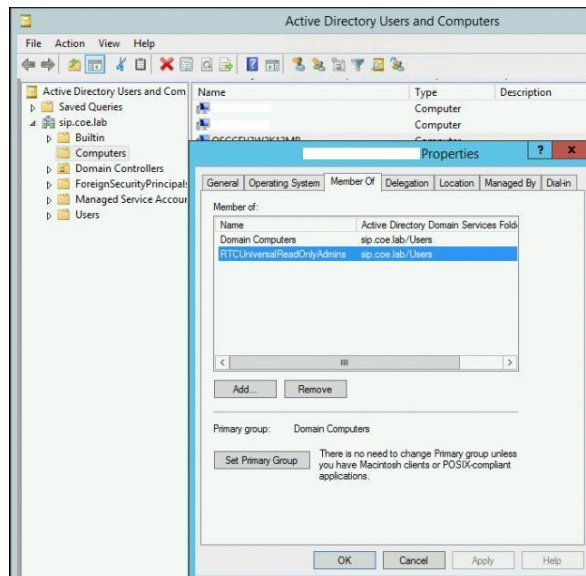 Active Directory Users and Computers
File Action View Help
Active Directory Users and Com
Saved Queries
sip.coe.lab
Builtin
Computers
Domain Controllers
ForeignSecurityPrincipals
Managed Service Accour
Users
Name Type Description
Computer
Computer
Properties ? x
General Operating System Member Of Delegation Location Managed By Dial-in
Member of:
Name Active Directory Domain Services Folde
Domain Computers sip.coe.lab/Users
RTCUniversalReadOnlyAdmins sip.coe.lab/Users
Add... Remove
Primary group: Domain Computers
Set Primary Group
There is no need to change Primary group unless
you have Macintosh clients or POSIX-compliant
applications.
OK Cancel Apply Help